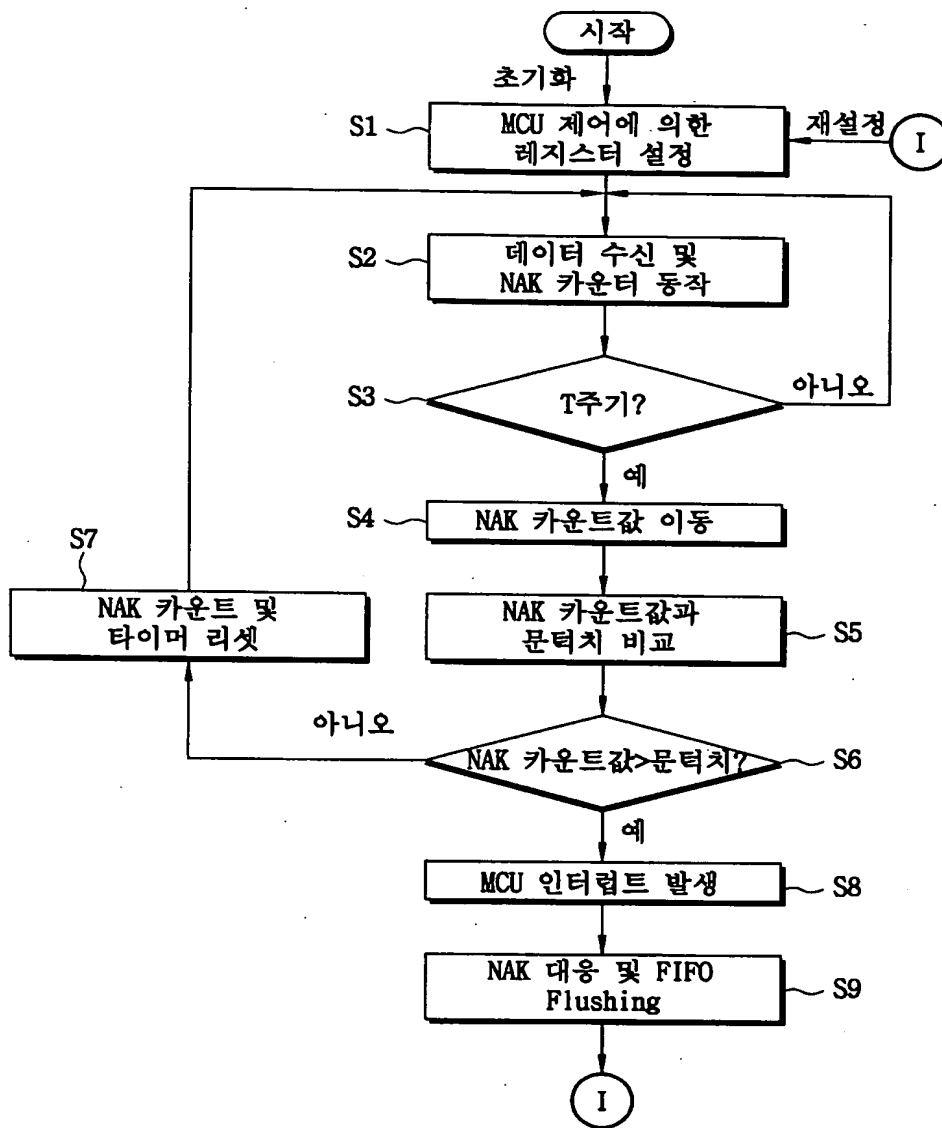 시작
초기화
S1
MCU 제어에 의한
레지스터 설정
재설정
I
S2
데이터 수신 및
NAK 카운터 동작
S3
T주기?
아니오
예
S4
NAK 카운트값 이동
S7
NAK 카운트 및
타이머 리셋
NAK 카운트값과
문턱치 비교
S5
아니오
NAK 카운트값>문턱치?
S6
예
MCU 인터럽트 발생
S8
NAK 대응 및 FIFO
Flushing
S9
I